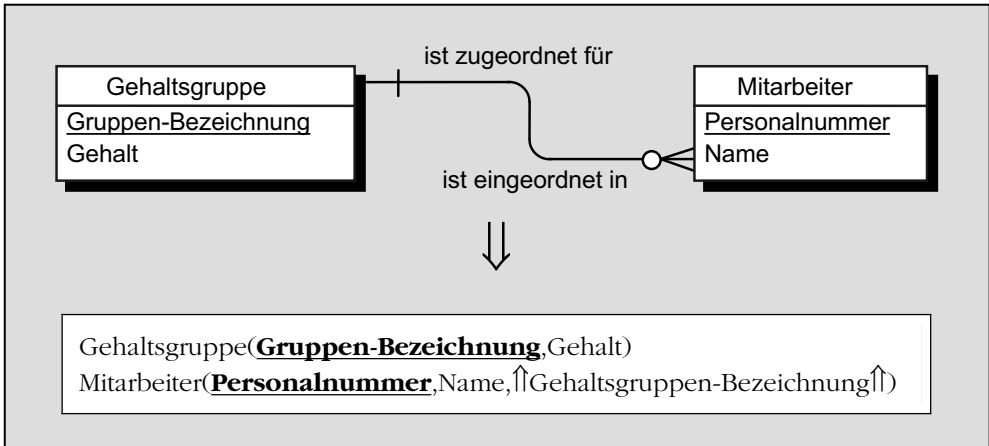 ist zugeordnet für
Gehaltsgruppe
Gruppen-Bezeichnung
Gehalt
Mitarbeiter
Personalnummer
Name
ist eingeordnet in
⇓
Gehaltsgruppe(Gruppen-Bezeichnung,Gehalt)
Mitarbeiter(Personalnummer,Name,⇑Gehaltsgruppen-Bezeichnung⇑)